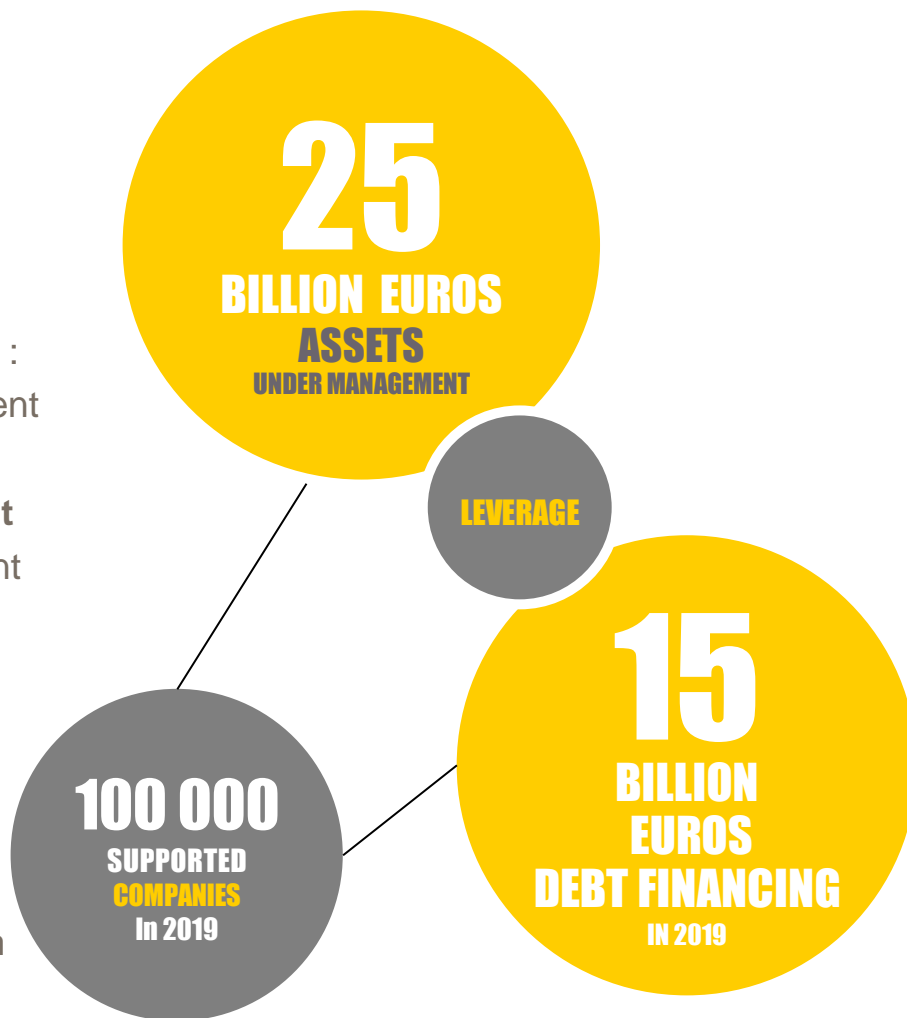 25
BILLION EUROS
ASSETS
UNDER MANAGEMENT
:
LEVERAGE
15
BILLION
EUROS
DEBT FINANCING
IN 2019
100 000
SUPPORTED
COMPANIES
In 2019